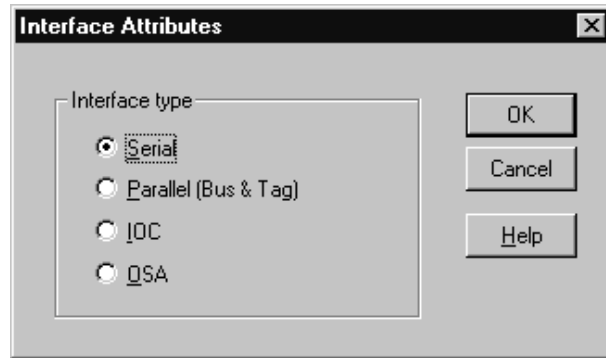 Interface Attributes
Interface type
Serial
Parallel (Bus & Tag)
IOC
OSA
OK
Cancel
Help